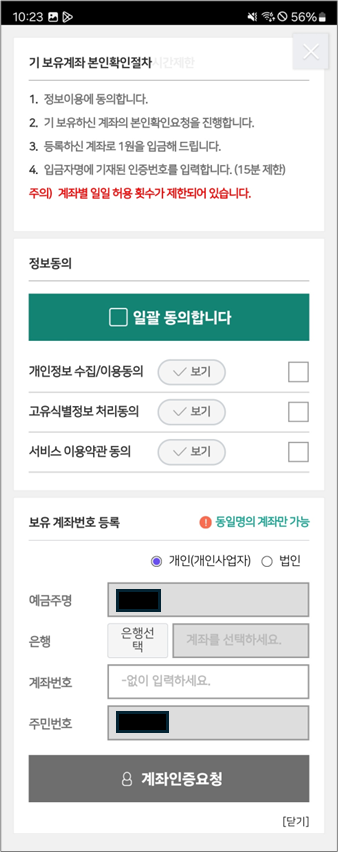 10:23 56%
기 보유계좌 본인확인절차시간제한
1. 정보이용에 동의합니다.
2. 기 보유하신 계좌의 본인확인요청을 진행합니다.
3. 등록하신 계좌로 1원을 입금해 드립니다.
4. 입금자명에 기재된 인증번호를 입력합니다. (15분 제한)
주의) 계좌별 일일 허용 횟수가 제한되어 있습니다.
정보동의
일괄 동의합니다
개인정보 수집/이용동의 보기
고유식별정보 처리동의 보기
서비스 이용약관 동의 보기
보유 계좌번호 등록 동일명의 계좌만 가능
개인(개인사업자) 법인
예금주명
은행 은행선
택 계좌를 선택하세요.
계좌번호 -없이 입력하세요.
주민번호
계좌인증요청
[닫기]